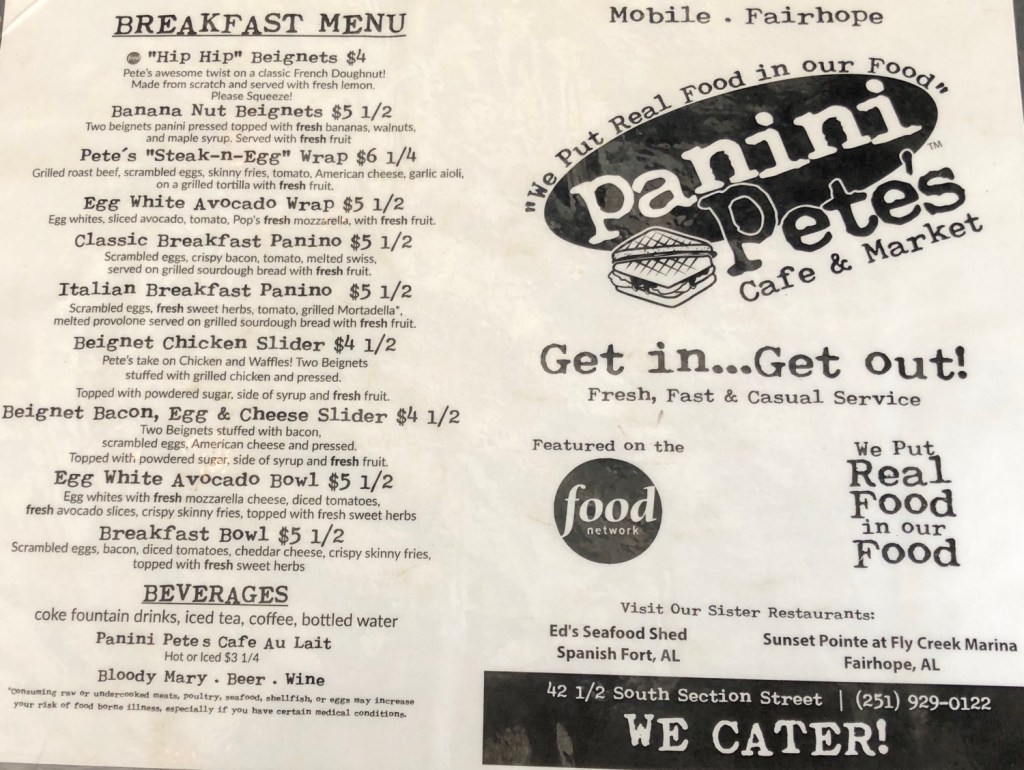 BREAKFAST MENU
"Hip Hip" Beignets $4
Pete's awesome twist on a classic French Doughnut!
Made from scratch and served with fresh lemon.
Please Squeeze!
Banana Nut Beignets $5 1/2
Two beignets panini pressed topped with fresh bananas, walnuts,
and maple syrup. Served with fresh fruit
Pete's "Steak-n-Egg" Wrap $6 1/4
Grilled roast beef, scrambled eggs, skinny fries, tomato, American cheese, garlic aioli,
on a grilled tortilla with fresh fruit.
Egg White Avocado Wrap $5 1/2
Egg whites, sliced avocado, tomato, Pop's fresh mozzarella, with fresh fruit.
Classic Breakfast Panino $5 1/2
Scrambled eggs, crispy bacon, tomato, melted swiss,
served on grilled sourdough bread with fresh fruit.
Italian Breakfast Panino $5 1/2
Scrambled eggs, fresh sweet herbs, tomato, grilled Mortadella*,
melted provolone served on grilled sourdough bread with fresh fruit.
Beignet Chicken Slider $4 1/2
Pete's take on Chicken and Waffles! Two Beignets
stuffed with grilled chicken and pressed.
Topped with powdered sugar, side of syrup and fresh fruit.
Beignet Bacon, Egg & Cheese Slider $4 1/2
Two Beignets stuffed with bacon,
scrambled eggs, American cheese and pressed.
Topped with powdered sugar, side of syrup and fresh fruit.
Egg White Avocado Bowl $5 1/2
Egg whites with fresh mozzarella cheese, diced tomatoes,
fresh avocado slices, crispy skinny fries, topped with fresh sweet herbs
Breakfast Bowl $5 1/2
Scrambled eggs, bacon, diced tomatoes, cheddar cheese, crispy skinny fries,
topped with fresh sweet herbs
BEVERAGES
coke fountain drinks, iced tea, coffee, bottled water
Panini Pete s Cafe Au Lait
Hot or Iced $3 1/4
Bloody Mary . Beer . Wine
*Consuming raw or undercooked meats, poultry, seafood, shellfish, or eggs may increase
your risk of food borne illness, especially if you have certain medical conditions.
Mobile . Fairhope
"We Put Real Food in our Food"
panini
Pete's
TM
Cafe & Market
Get in...Get out!
Fresh, Fast & Casual Service
Featured on the
food
network
We Put
Real
Food
in our
Food
Visit Our Sister Restaurants:
Ed's Seafood Shed
Spanish Fort, AL
Sunset Pointe at Fly Creek Marina
Fairhope, AL
42 1/2 South Section Street | (251) 929-0122
WE CATER!